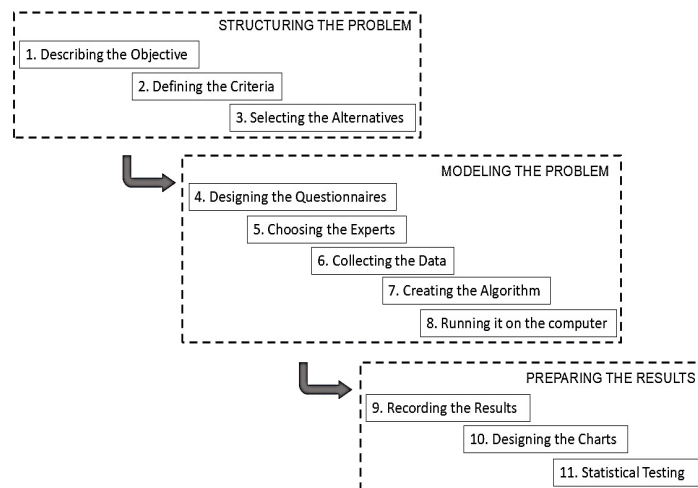 STRUCTURING THE PROBLEM
1. Describing the Objective
2. Defining the Criteria
3. Selecting the Alternatives
MODELING THE PROBLEM
4. Designing the Questionnaires
5. Choosing the Experts
6. Collecting the Data
7. Creating the Algorithm
8. Running it on the computer
PREPARING THE RESULTS
9. Recording the Results
10. Designing the Charts
11. Statistical Testing